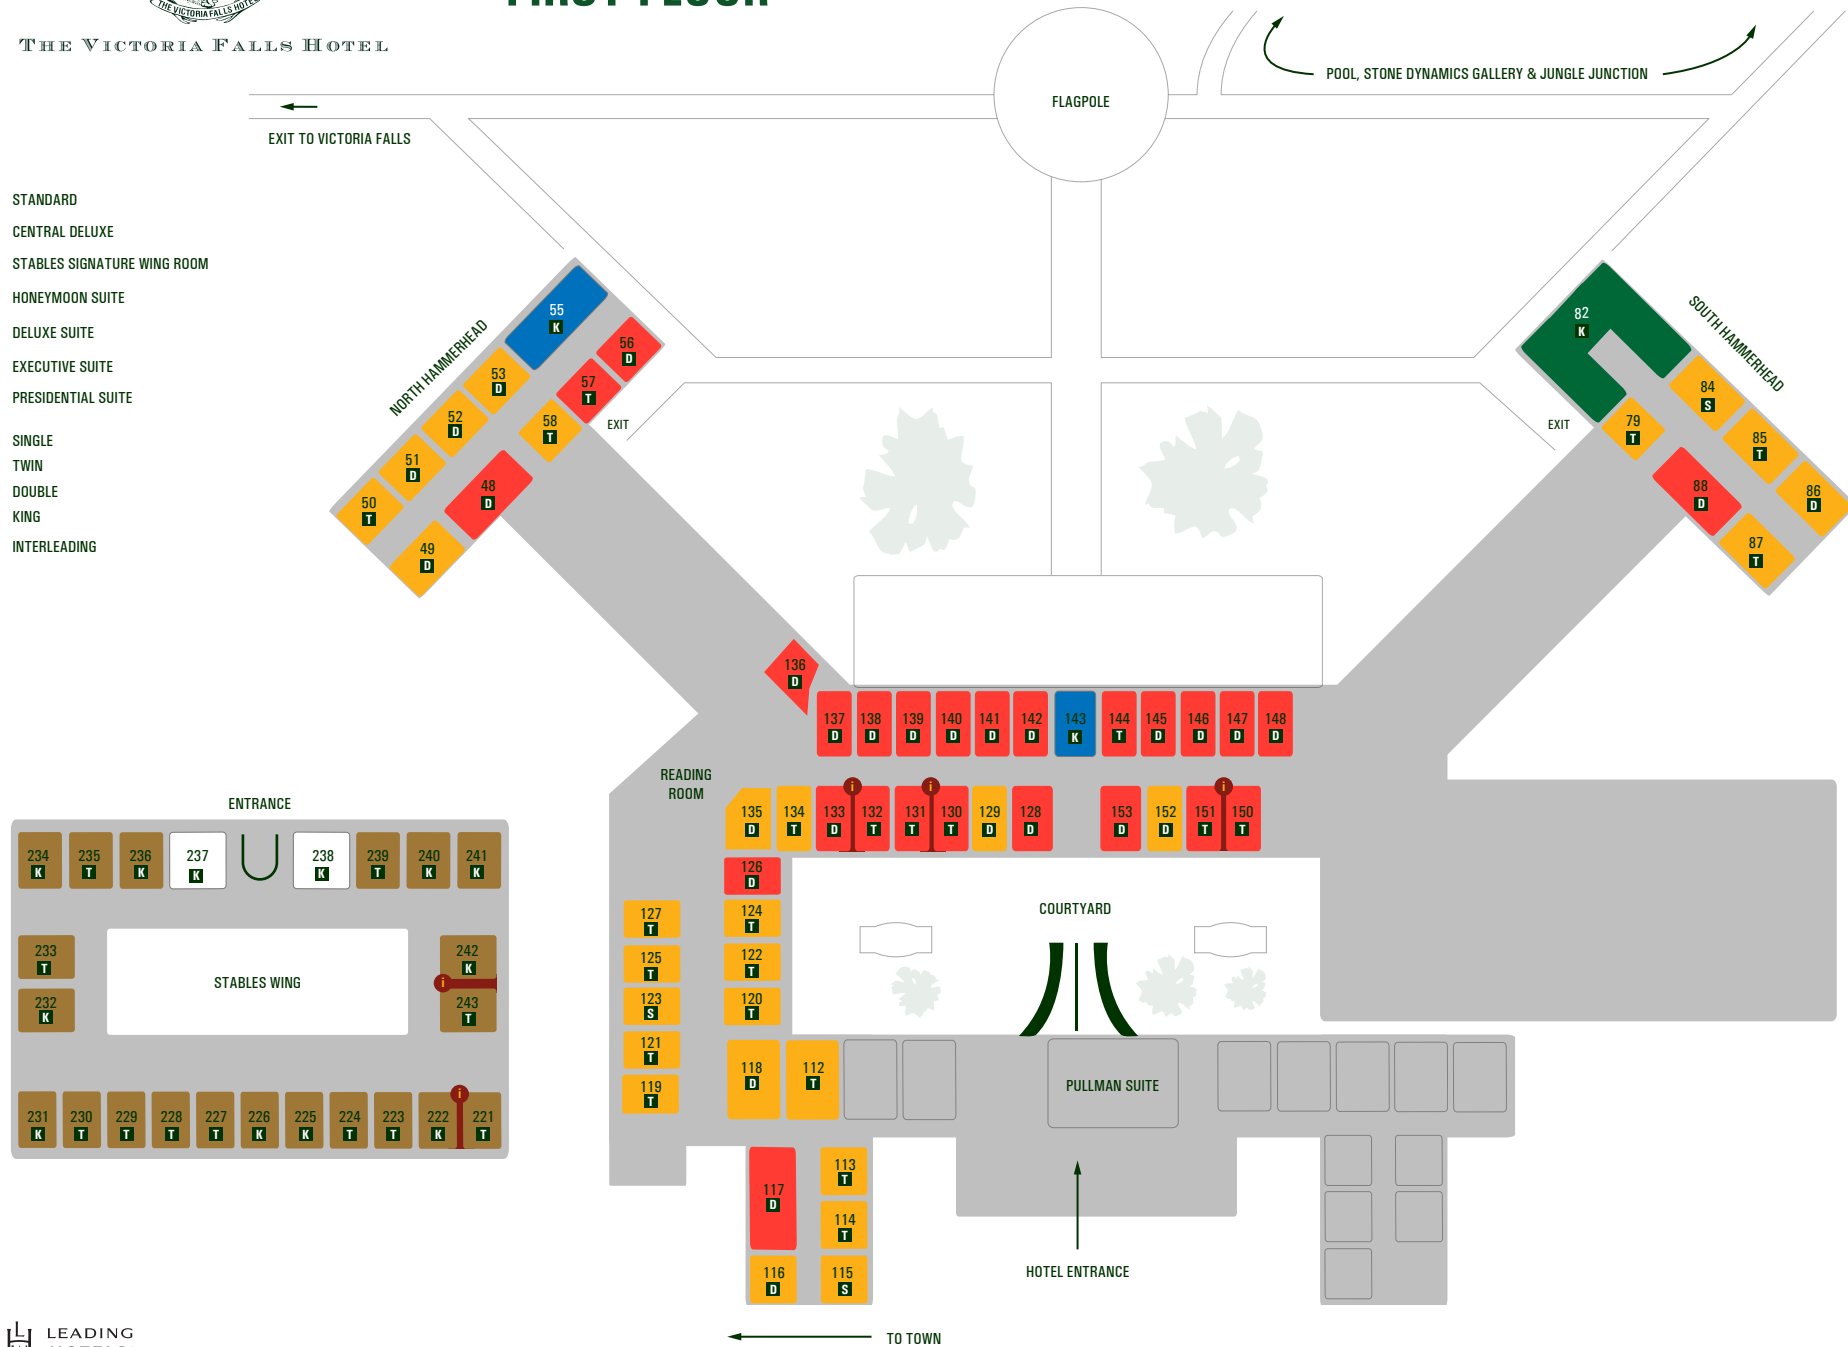 FIRST FLOOR
THE VICTORIA FALLS HOTEL
THE VICTORIA FALLS HOTEL
POOL, STONE DYNAMICS GALLERY & JUNGLE JUNCTION
FLAGPOLE
EXIT TO VICTORIA FALLS
STANDARD
CENTRAL DELUXE
STABLES SIGNATURE WING ROOM
HONEYMOON SUITE
DELUXE SUITE
EXECUTIVE SUITE
PRESIDENTIAL SUITE
SINGLE
TWIN
DOUBLE
KING
INTERLEADING
NORTH HAMMERHEAD
55
K
56
D
53
D
57
T
52
D
58
T
51
D
48
D
50
T
49
D
EXIT
SOUTH HAMMERHEAD
82
K
84
S
79
T
85
T
88
D
86
D
87
T
EXIT
136
D
137
D
138
D
139
D
140
D
141
D
142
D
143
K
144
T
145
D
146
D
147
D
148
D
READING
ROOM
135
D
134
T
133
D
i
132
T
131
T
i
130
T
129
D
128
D
153
D
152
D
151
T
i
150
T
126
D
127
T
124
T
125
T
122
T
123
S
120
T
121
T
119
T
118
D
112
T
COURTYARD
PULLMAN SUITE
117
D
113
T
114
T
116
D
115
S
HOTEL ENTRANCE
TO TOWN
ENTRANCE
234
K
235
T
236
K
237
K
238
K
239
T
240
K
241
K
233
T
232
K
STABLES WING
242
K
i
243
T
231
K
230
T
229
T
228
T
227
T
226
K
225
K
224
T
223
T
222
K
i
221
T
LEADING